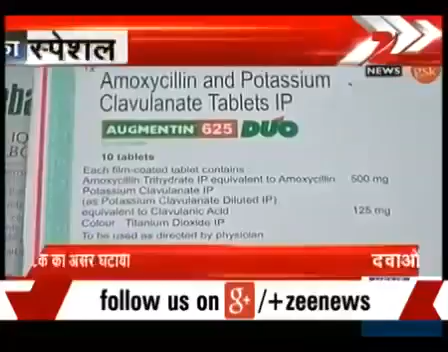 का स्पेशल
Amoxycillin and Potassium
Clavulanate Tablets IP
NEWS gsk
AUGMENTIN 625 DUO
10 tablets
Each film-coated tablet contains
Amoxycillin Trihydrate IP equivalent to Amoxycillin 500 mg
Potassium Clavulanate IP
(as Potassium Clavulanate Diluted IP)
equivalent to Clavulanic Acid 125 mg
Colour Titanium Dioxide IP
To be used as directed by physician
का असर घटाया दवाओं
follow us on g+ /+zeenews